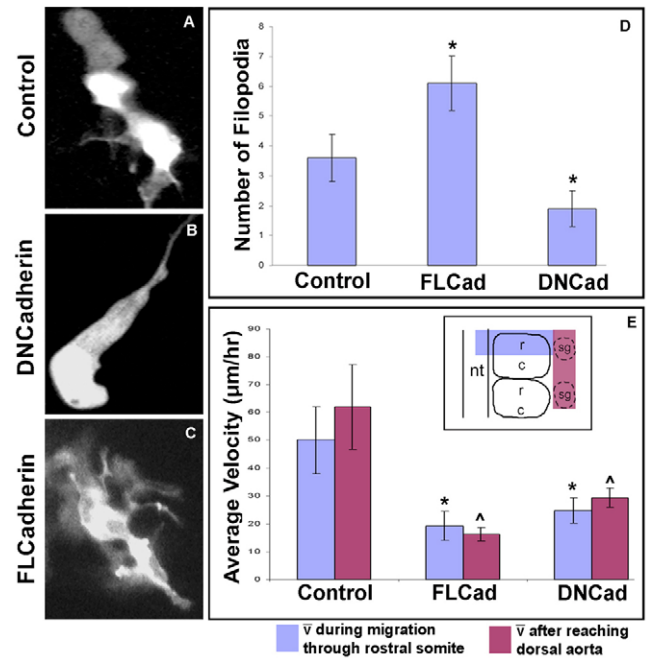 Control
A
DNCadherin
B
FLCadherin
C
D
Number of Filopodia
8
7
6
5
4
3
2
1
0
*
*
Control
FLCad
DNCad
E
Average Velocity (µm/hr)
90
80
70
60
50
40
30
20
10
0
nt
r
c
r
c
sg
sg
* ^
* ^
Control
FLCad
DNCad
v̅ during migration
through rostral somite
v̅ after reaching
dorsal aorta